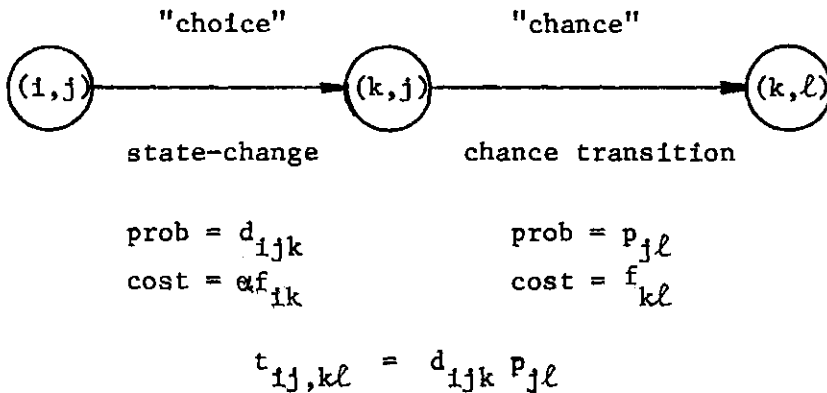 "choice" "chance"
(i,j) (k,j) (k,ℓ)
state-change chance transition
prob = d_ijk prob = p_jℓ
cost = αf_ik cost = f_kℓ
t_ij,kℓ = d_ijk p_jℓ